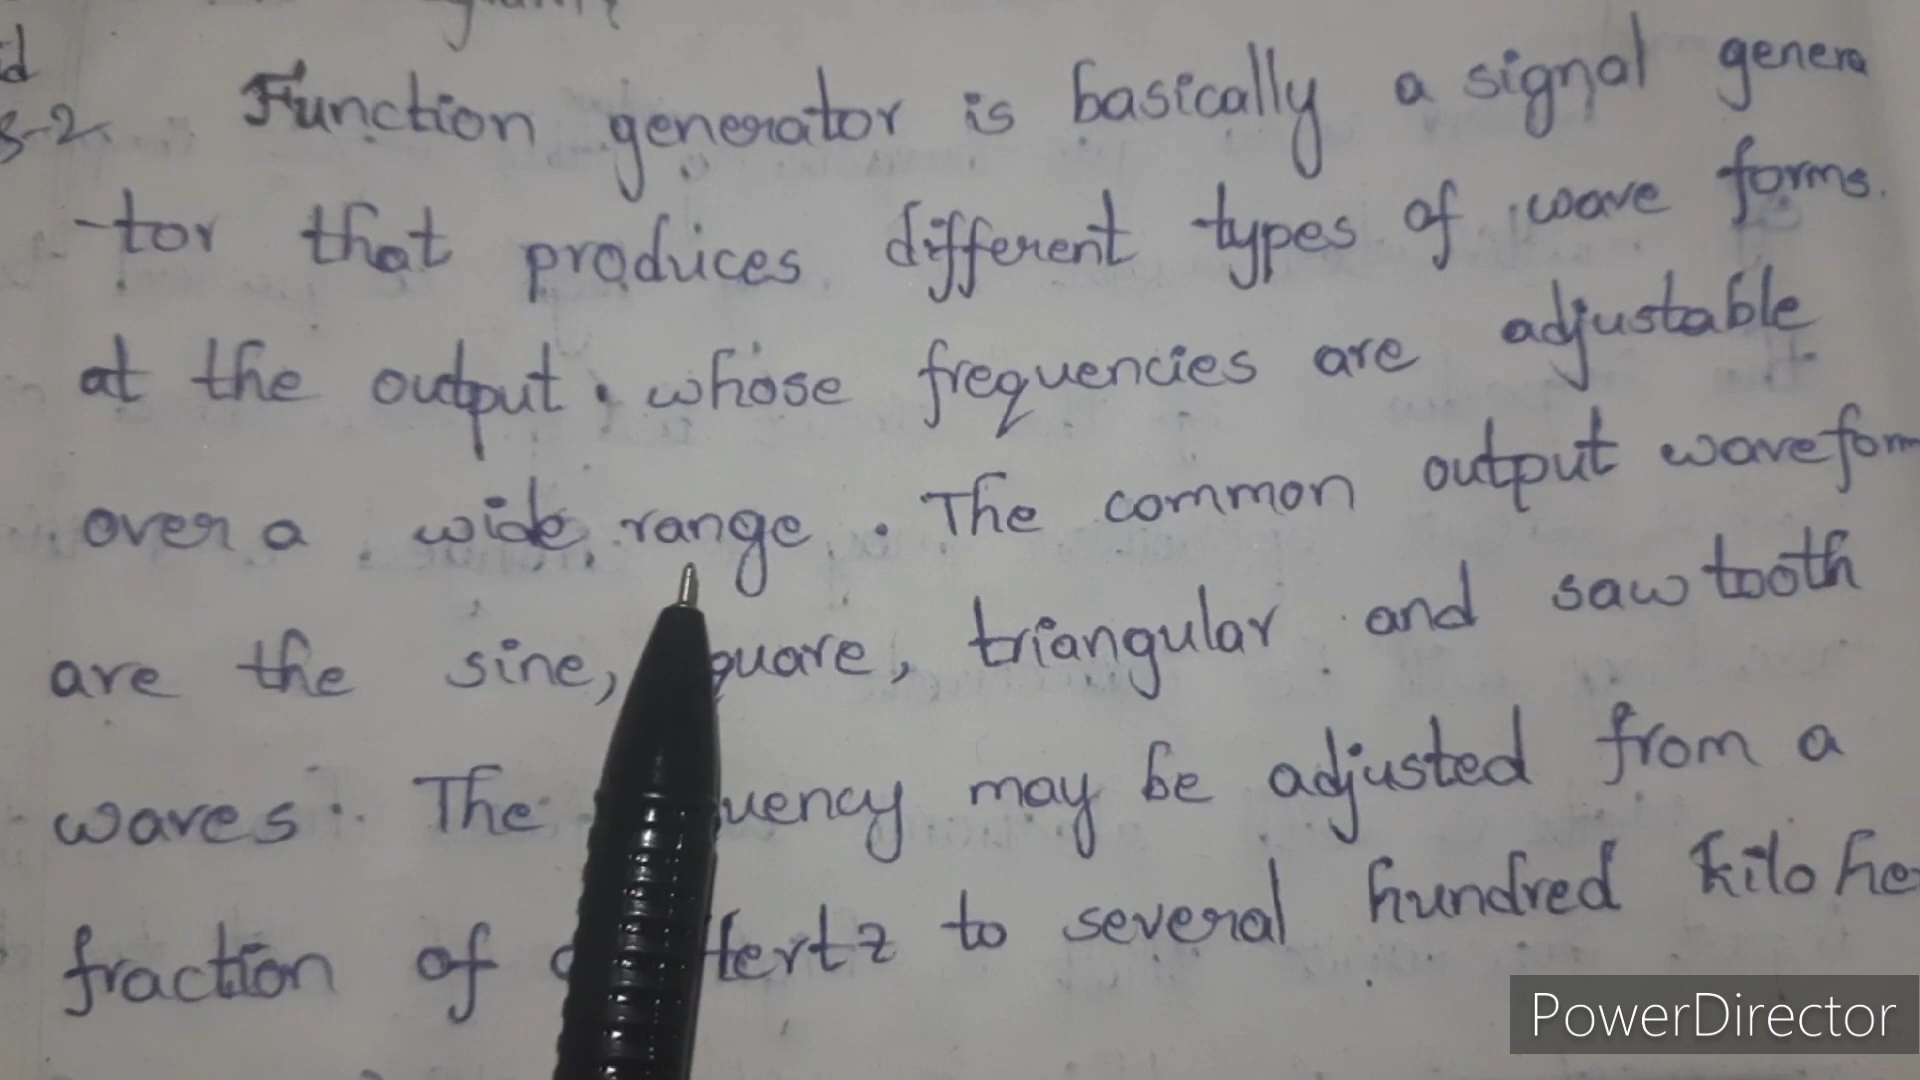 d
3-2 Function generator is basically a signal genera
-tor that produces different types of wave forms.
at the output. whose frequencies are adjustable
over a wide range. The common output wavefom
are the sine, quare, triangular and saw tooth
waves. The uency may be adjusted from a
fraction of Hertz to several hundred kilo he
PowerDirector